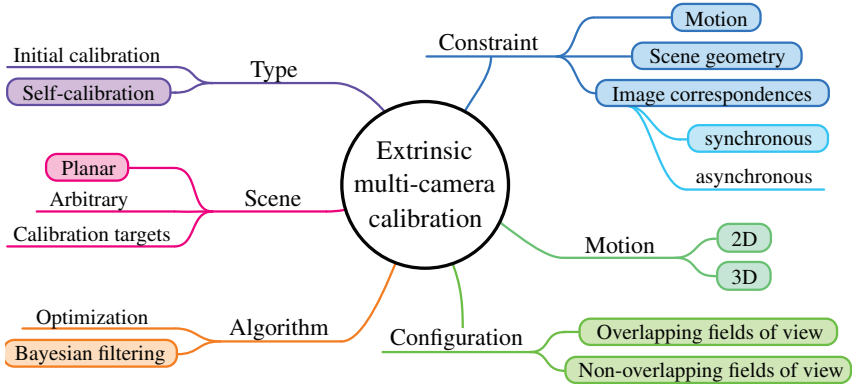 Extrinsic
multi-camera
calibration
Type
Initial calibration
Self-calibration
Scene
Planar
Arbitrary
Calibration targets
Algorithm
Optimization
Bayesian filtering
Constraint
Motion
Scene geometry
Image correspondences
synchronous
asynchronous
Motion
2D
3D
Configuration
Overlapping fields of view
Non-overlapping fields of view